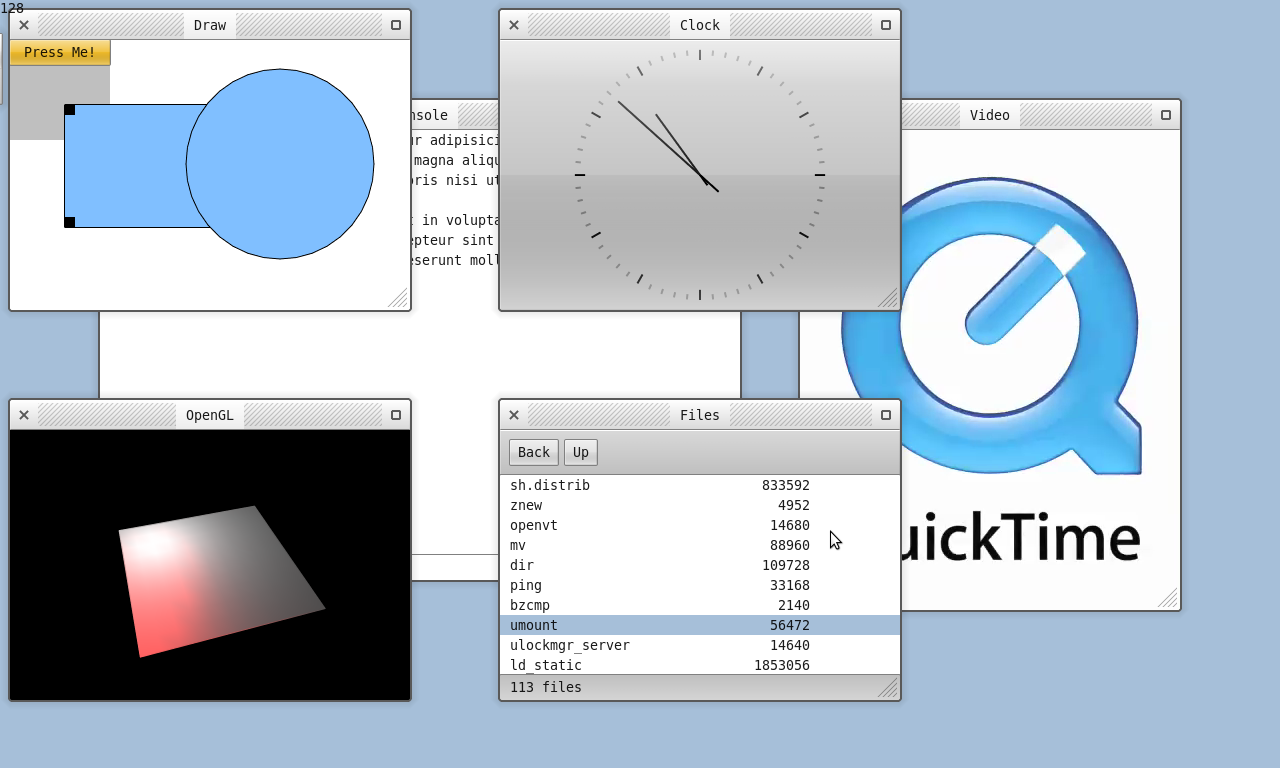 128
Draw
Clock
Press Me!
nsole
Video
ur adipisici
magna aliqu
oris nisi ut
t in volupta
epteur sint
eserunt moll
OpenGL
Files
Back Up
sh.distrib 833592
znew 4952
openvt 14680
mv 88960
dir 109728
ping 33168
bzcmp 2140
umount 56472
ulockmgr_server 14640
ld_static 1853056
113 files
uickTime